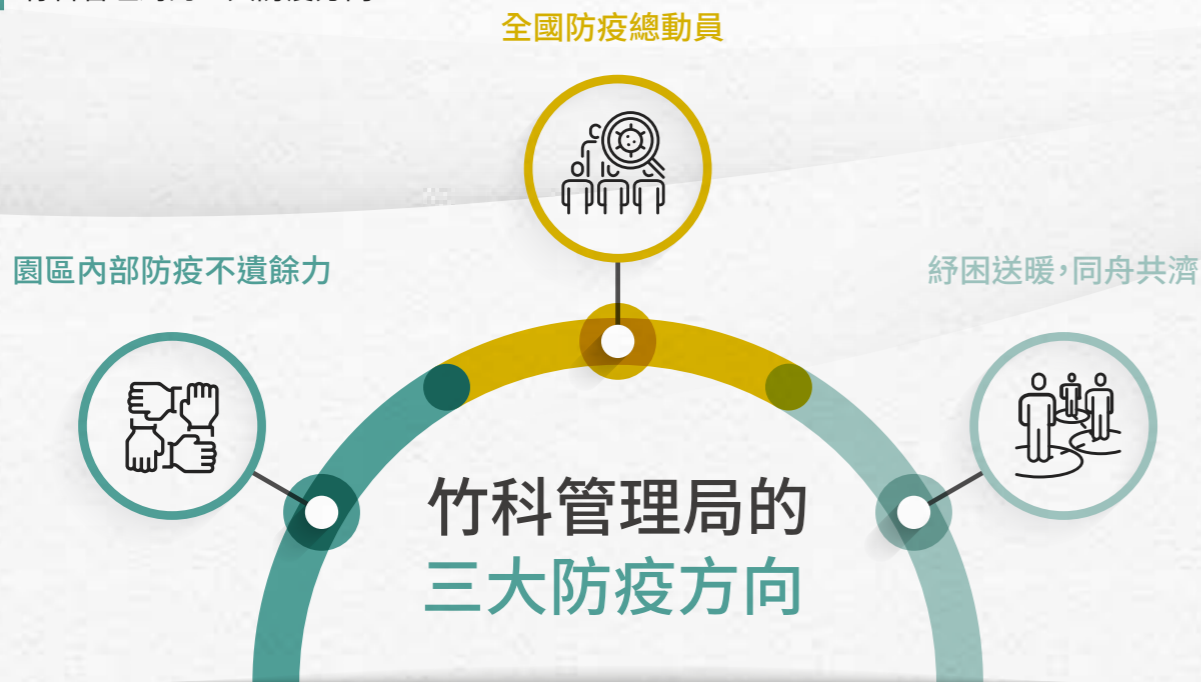 全國防疫總動員
園區內部防疫不遺餘力
紓困送暖,同舟共濟
竹科管理局的
三大防疫方向